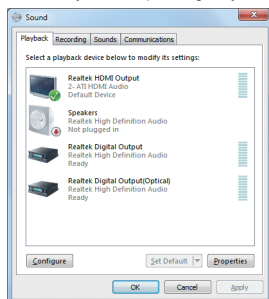 Sound
Playback Recording Sounds Communications
Select a playback device below to modify its settings:
Realtek HDMI Output
2- ATI HDMI Audio
Default Device
Speakers
Realtek High Definition Audio
Not plugged in
Realtek Digital Output
Realtek High Definition Audio
Ready
Realtek Digital Output(Optical)
Realtek High Definition Audio
Ready
Configure Set Default Properties
OK Cancel Apply